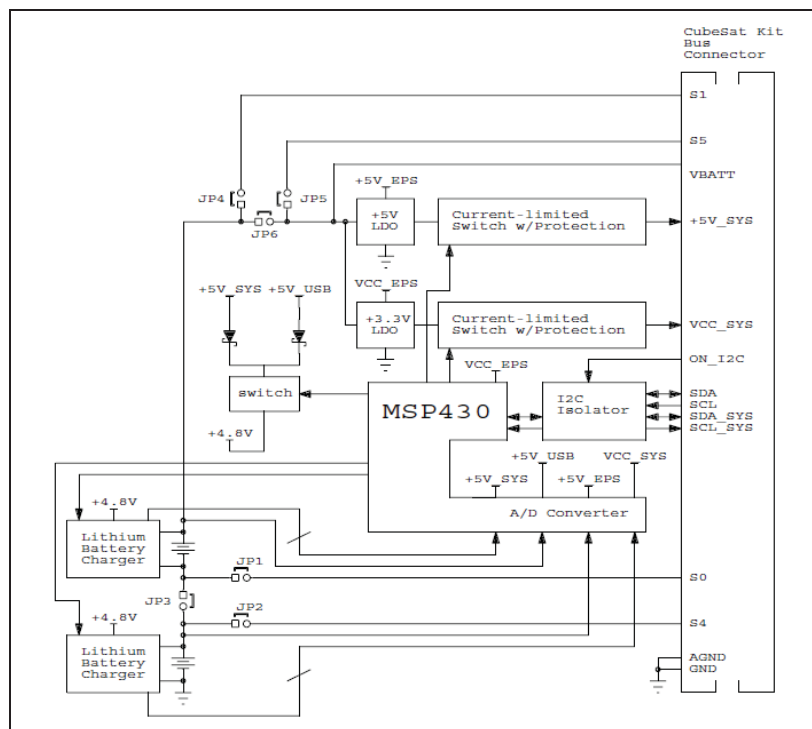 CubeSat Kit
Bus
Connector
S1
S5
VBATT
JP4
JP5
JP6
+5V_EPS
+5V
LDO
Current-limited
Switch w/Protection
+5V_SYS
+5V_SYS
+5V_USB
VCC_EPS
+3.3V
LDO
Current-limited
Switch w/Protection
VCC_SYS
ON_I2C
switch
+4.8V
MSP430
VCC_EPS
I2C
Isolator
SDA
SCL
SDA_SYS
SCL_SYS
+5V_USB
VCC_SYS
+5V_SYS
+5V_EPS
A/D Converter
+4.8V
Lithium
Battery
Charger
JP1
S0
JP3
JP2
S4
+4.8V
Lithium
Battery
Charger
AGND
GND